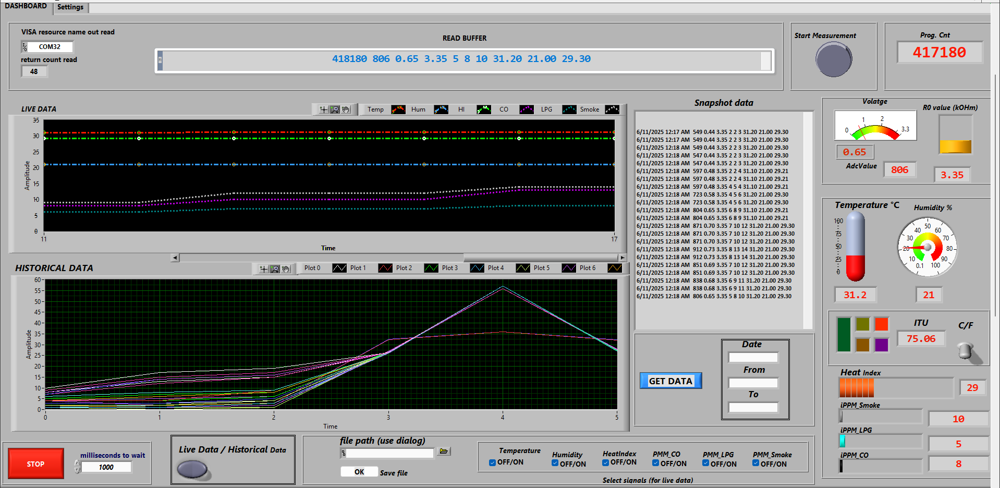 DASHBOARD Settings
VISA resource name out read
COM32
return count read
48
READ BUFFER
418180 806 0.65 3.35 5 8 10 31.20 21.00 29.30
Start Measurement
Prog. Cnt
417180
LIVE DATA
Temp Hum HI CO LPG Smoke
35
30
25
20
15
10
5
0
Amplitude
11 17
Time
HISTORICAL DATA
Plot 0 Plot 1 Plot 2 Plot 3 Plot 4 Plot 5 Plot 6
60
55
50
45
40
35
30
25
20
15
10
5
0
Amplitude
0 1 2 3 4 5
Time
Snapshot data
6/11/2025 12:17 AM 549 0.44 3.35 2 2 3 31.20 21.00 29.30
6/11/2025 12:17 AM 549 0.44 3.35 2 2 3 31.20 21.00 29.30
6/11/2025 12:18 AM 549 0.44 3.35 2 2 3 31.20 21.00 29.30
6/11/2025 12:18 AM 547 0.44 3.35 2 2 3 31.20 21.00 29.30
6/11/2025 12:18 AM 547 0.44 3.35 2 2 3 31.20 21.00 29.30
6/11/2025 12:18 AM 597 0.48 3.35 2 2 4 31.10 21.00 29.21
6/11/2025 12:18 AM 597 0.48 3.35 2 2 4 31.10 21.00 29.21
6/11/2025 12:18 AM 597 0.48 3.35 4 5 4 31.10 21.00 29.21
6/11/2025 12:18 AM 723 0.58 3.35 4 5 6 31.20 21.00 29.30
6/11/2025 12:18 AM 723 0.58 3.35 4 5 6 31.20 21.00 29.30
6/11/2025 12:18 AM 804 0.65 3.35 6 8 9 31.10 21.00 29.21
6/11/2025 12:18 AM 804 0.65 3.35 6 8 9 31.10 21.00 29.21
6/11/2025 12:18 AM 871 0.70 3.35 7 10 12 31.20 21.00 29.30
6/11/2025 12:18 AM 871 0.70 3.35 7 10 12 31.20 21.00 29.30
6/11/2025 12:18 AM 871 0.70 3.35 7 10 12 31.20 21.00 29.30
6/11/2025 12:18 AM 912 0.73 3.35 8 13 14 31.20 21.00 29.30
6/11/2025 12:18 AM 912 0.73 3.35 8 13 14 31.20 21.00 29.30
6/11/2025 12:18 AM 851 0.69 3.35 7 10 12 31.20 21.00 29.30
6/11/2025 12:18 AM 851 0.69 3.35 7 10 12 31.20 21.00 29.30
6/11/2025 12:18 AM 838 0.68 3.35 6 9 11 31.20 21.00 29.30
6/11/2025 12:18 AM 838 0.68 3.35 6 9 11 31.20 21.00 29.30
6/11/2025 12:18 AM 806 0.65 3.35 5 8 10 31.20 21.00 29.30
GET DATA
Date
From
To
Volatge
0 1 2 3.3
0.65
AdcValue 806
R0 value (kOHm)
3.35
Temperature °C
100
75
50
25
0
31.2
Humidity %
0.1 10 20 30 40 50 60 70 80 90 100
21
ITU
75.06
C/F
Heat Index
29
iPPM_Smoke
10
iPPM_LPG
5
iPPM_CO
8
STOP
milliseconds to wait
1000
Live Data / Historical Data
file path (use dialog)
OK Save file
Temperature Humidity HeatIndex PMM_CO PMM_LPG PMM_Smoke
OFF/ON OFF/ON OFF/ON OFF/ON OFF/ON OFF/ON
Select signals (for live data)